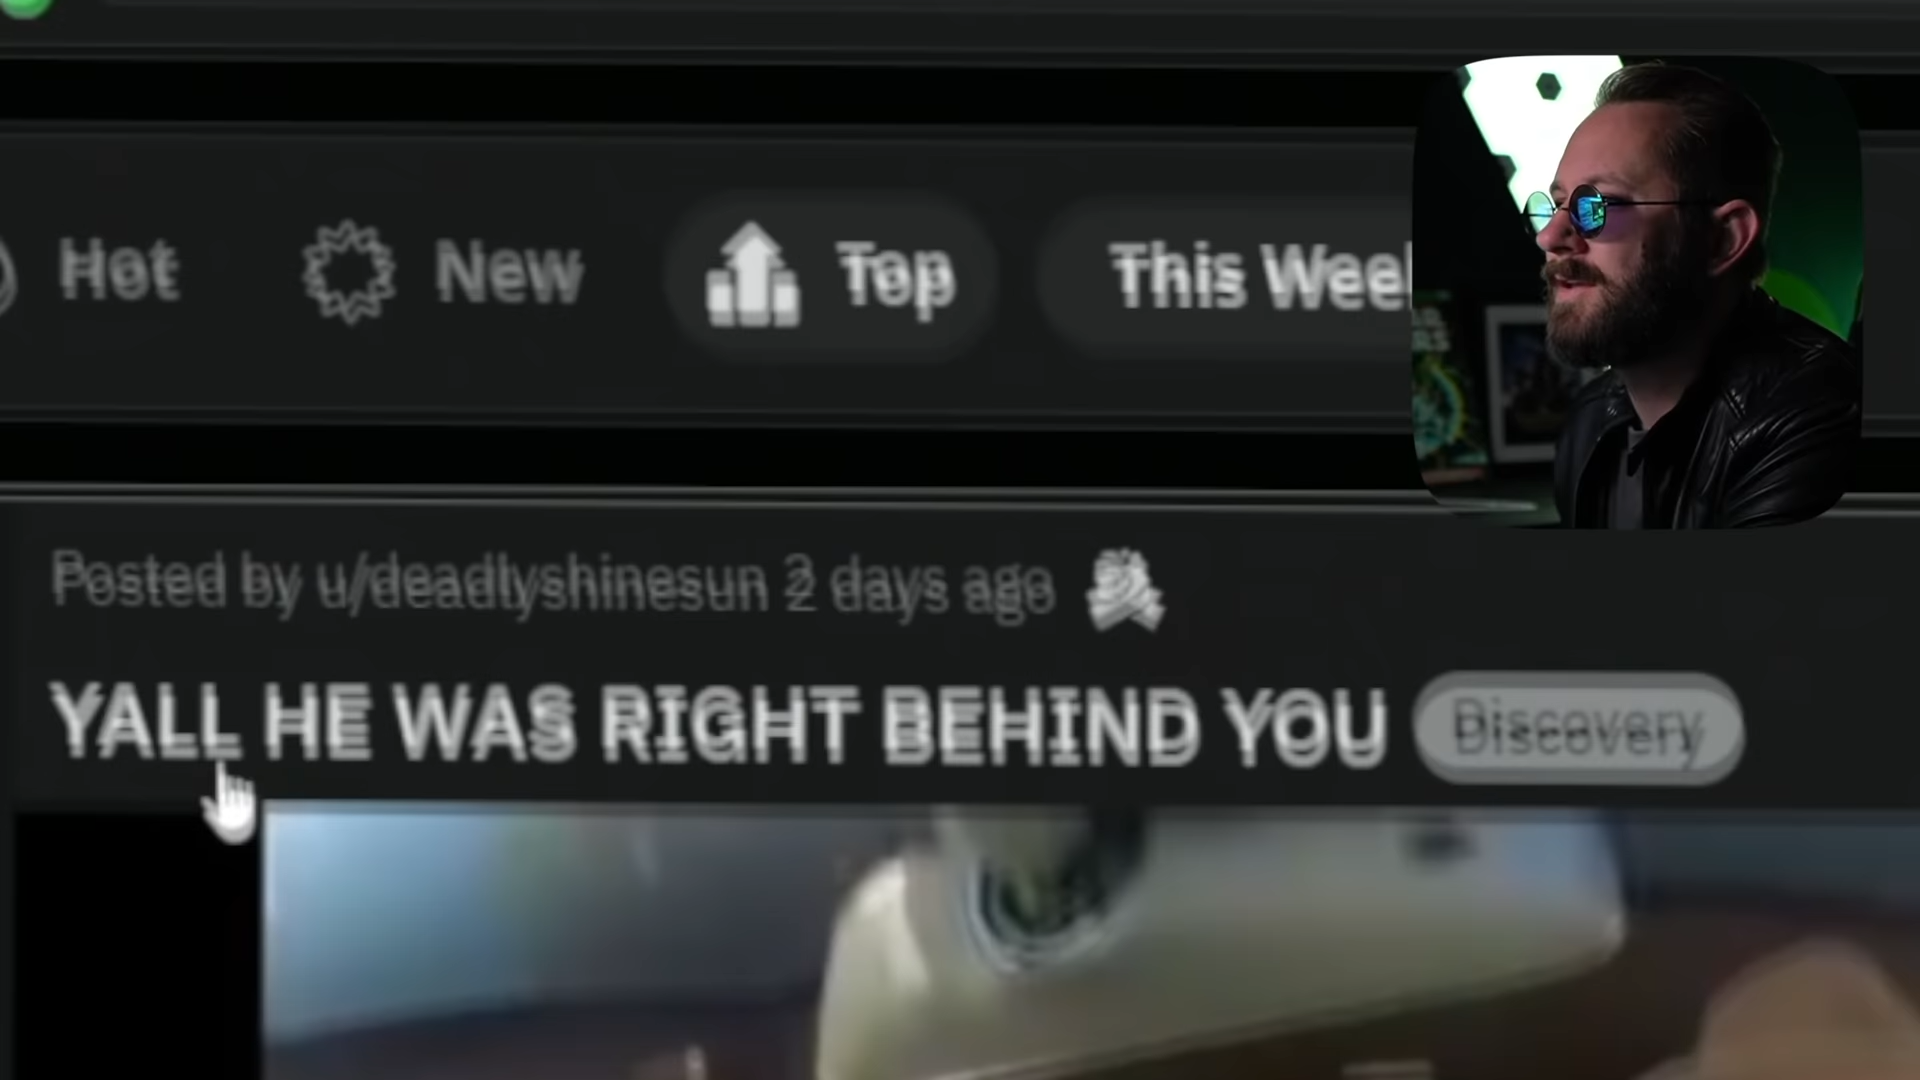 Hot New Top This Week
Posted by u/deadlyshinesun 2 days ago
YALL HE WAS RIGHT BEHIND YOU Discovery